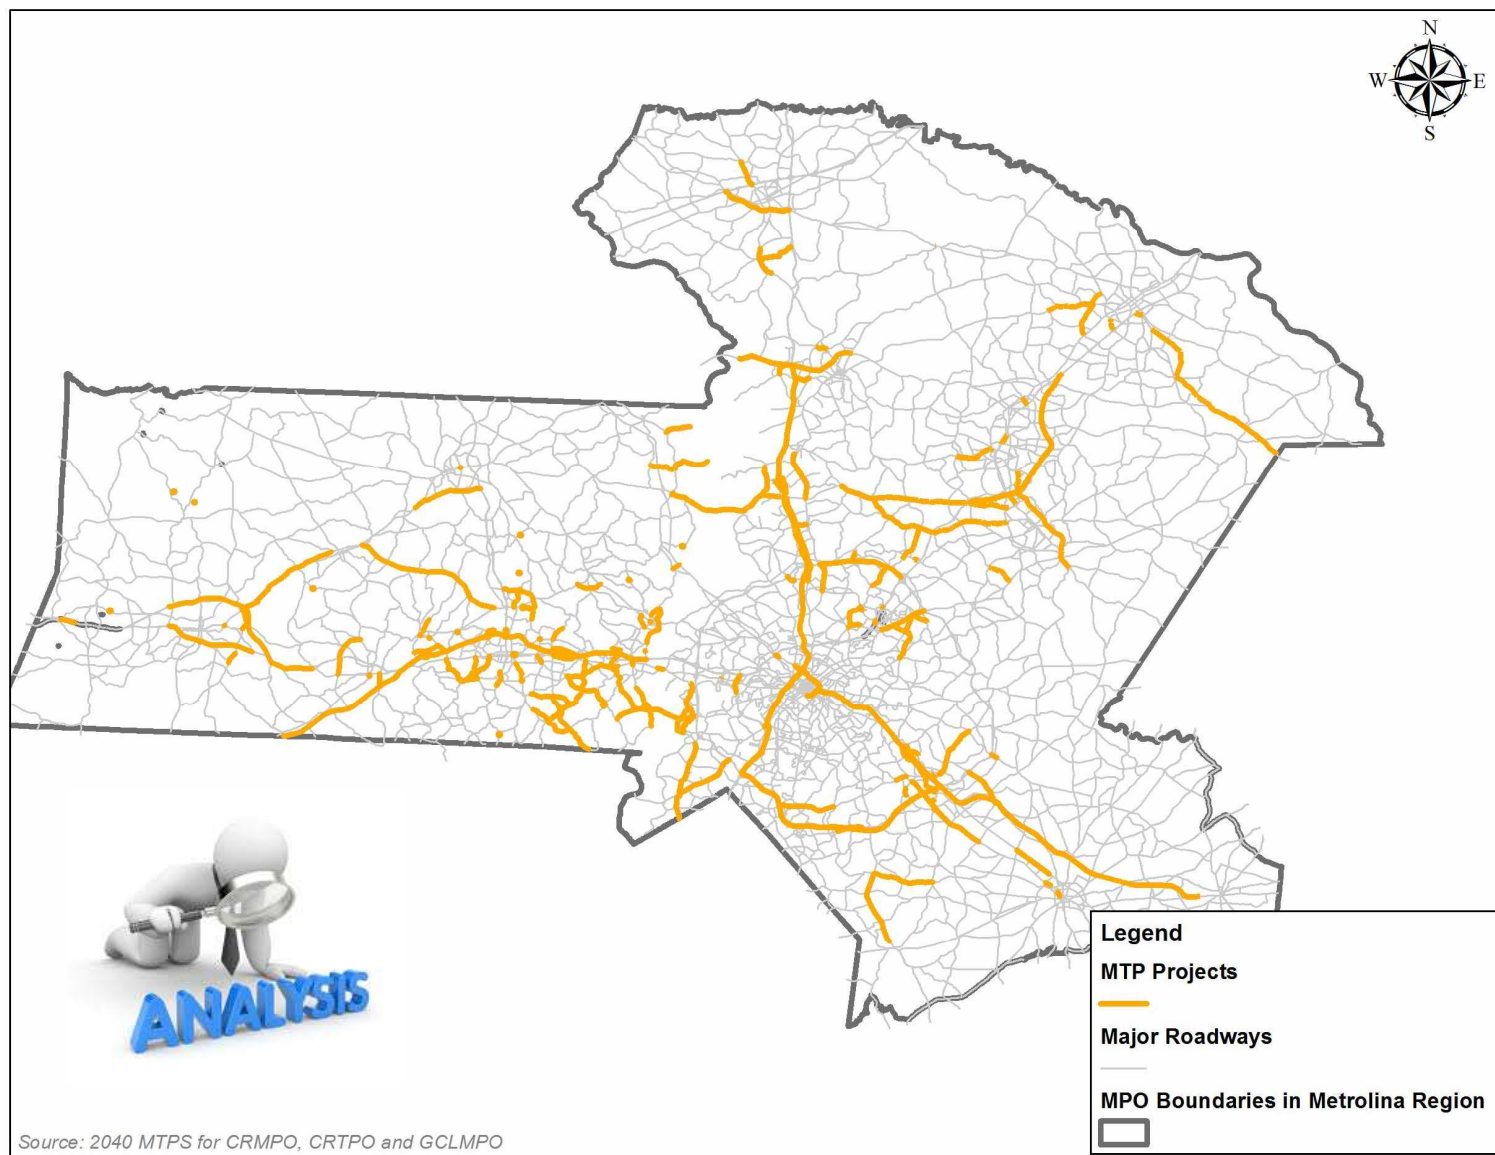 N
W E
S
ANALYSIS
Legend
MTP Projects
Major Roadways
MPO Boundaries in Metrolina Region
Source: 2040 MTPS for CRMPO, CRTPO and GCLMPO